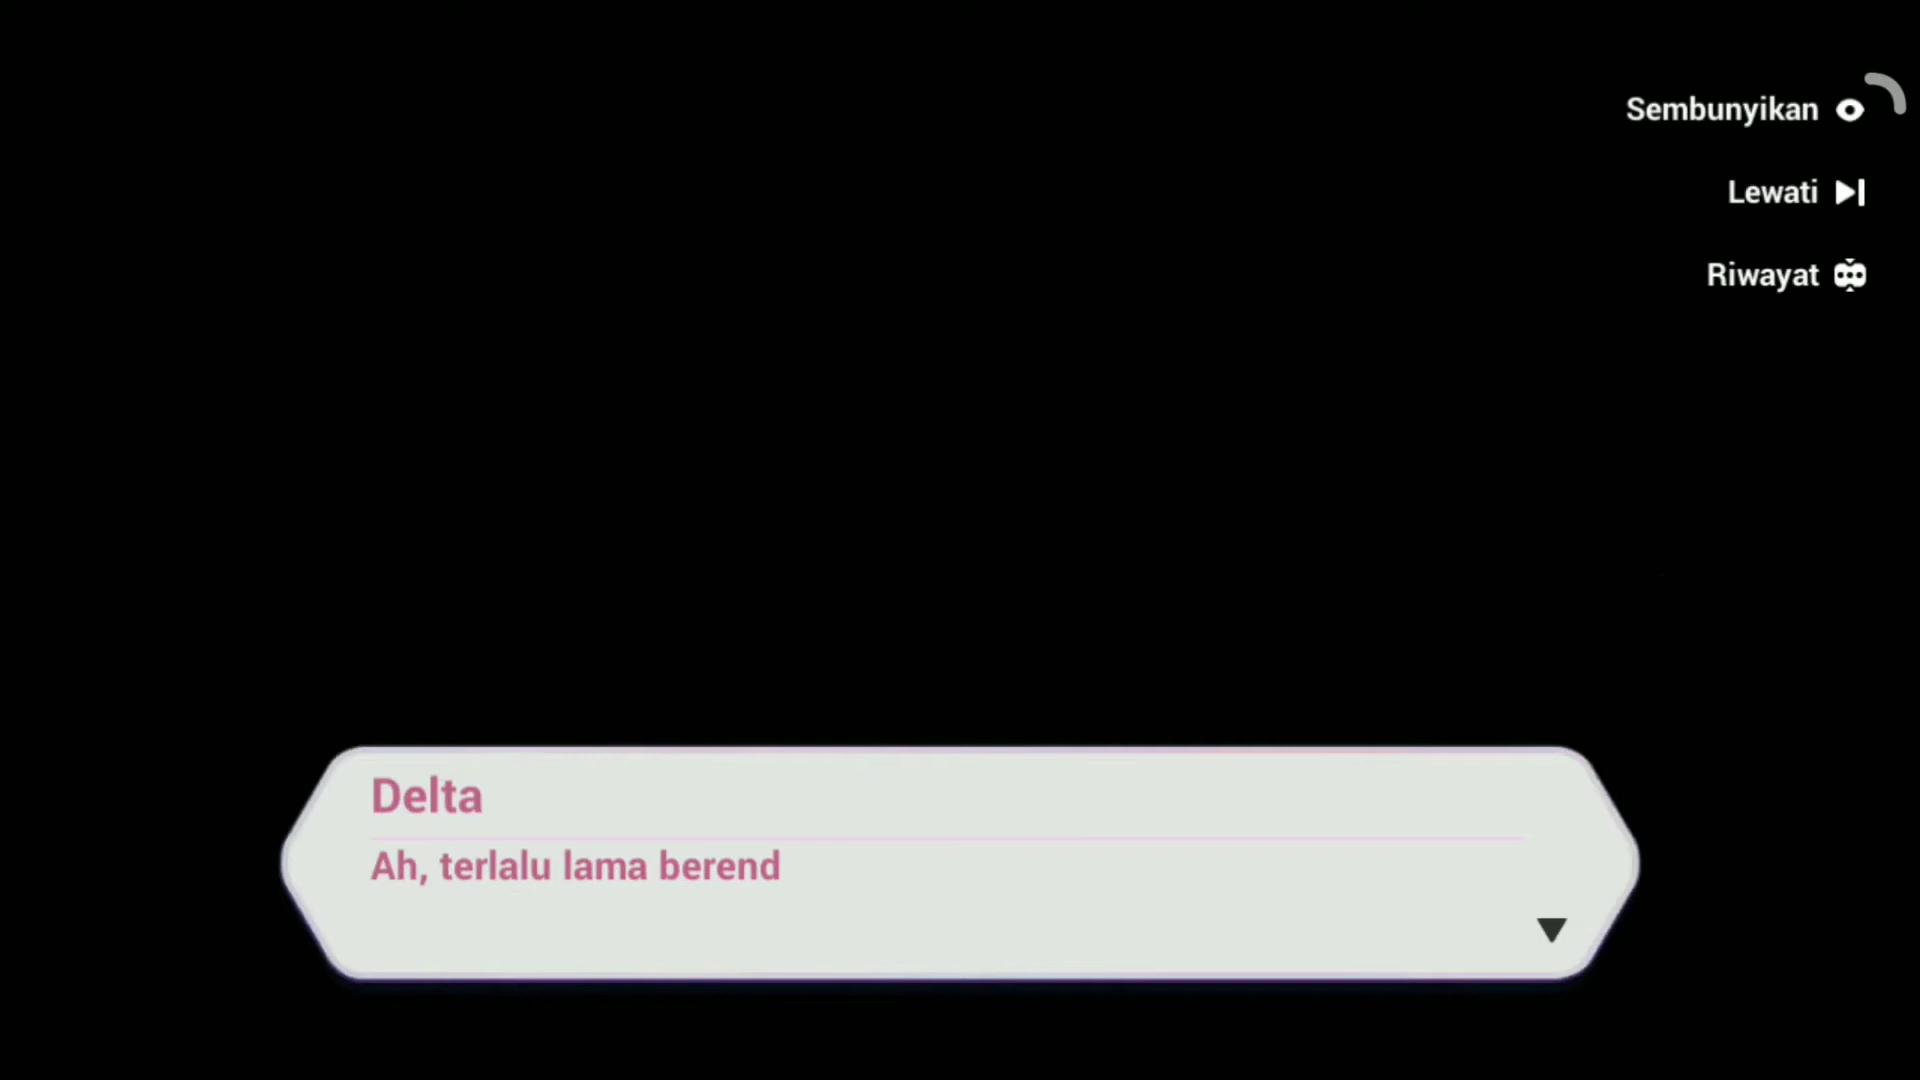 Sembunyikan
Lewati
Riwayat
Delta
Ah, terlalu lama berend